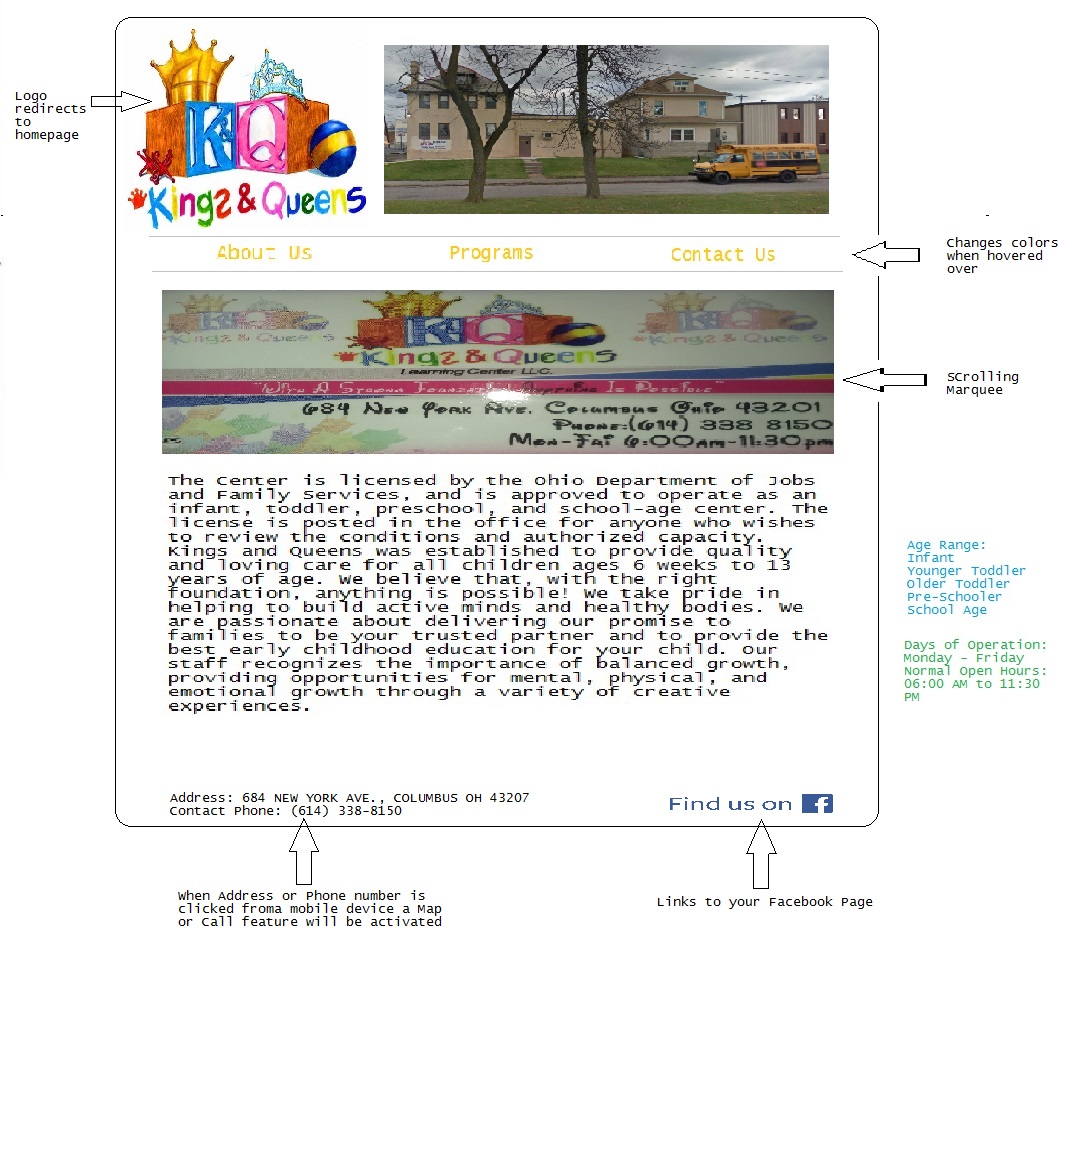 Logo
redirects
to
homepage
K&Q
Kingz & Queens
About Us
Programs
Contact Us
Changes colors
when hovered
over
Kingz & Queens
Kingz & Queens
Kingz & Queens
Learning Center LLC.
"With A Strong Foundation Is Possible"
684 New York Ave. Columbus Ohio 43201
Phone:(614) 338 8150
Mon-Fri 6:00am-11:30pm
SCrolling
Marquee
The Center is licensed by the Ohio Department of Jobs
and Family Services, and is approved to operate as an
infant, toddler, preschool, and school-age center. The
license is posted in the office for anyone who wishes
to review the conditions and authorized capacity.
Kings and Queens was established to provide quality
and loving care for all children ages 6 weeks to 13
years of age. We believe that, with the right
foundation, anything is possible! We take pride in
helping to build active minds and healthy bodies. We
are passionate about delivering our promise to
families to be your trusted partner and to provide the
best early childhood education for your child. Our
staff recognizes the importance of balanced growth,
providing opportunities for mental, physical, and
emotional growth through a variety of creative
experiences.
Age Range:
Infant
Younger Toddler
Older Toddler
Pre-Schooler
School Age
Days of Operation:
Monday - Friday
Normal Open Hours:
06:00 AM to 11:30
PM
Address: 684 NEW YORK AVE., COLUMBUS OH 43207
Contact Phone: (614) 338-8150
Find us on f
When Address or Phone number is
clicked froma mobile device a Map
or Call feature will be activated
Links to your Facebook Page